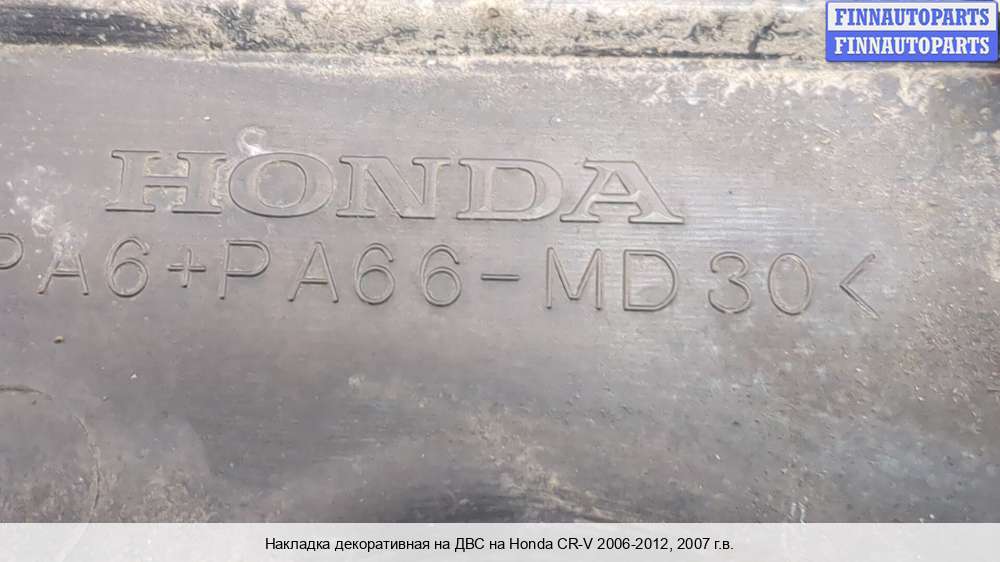 FINNAUTOPARTS
FINNAUTOPARTS
HONDA
PA6+PA66-MD30<
Накладка декоративная на ДВС на Honda CR-V 2006-2012, 2007 г.в.